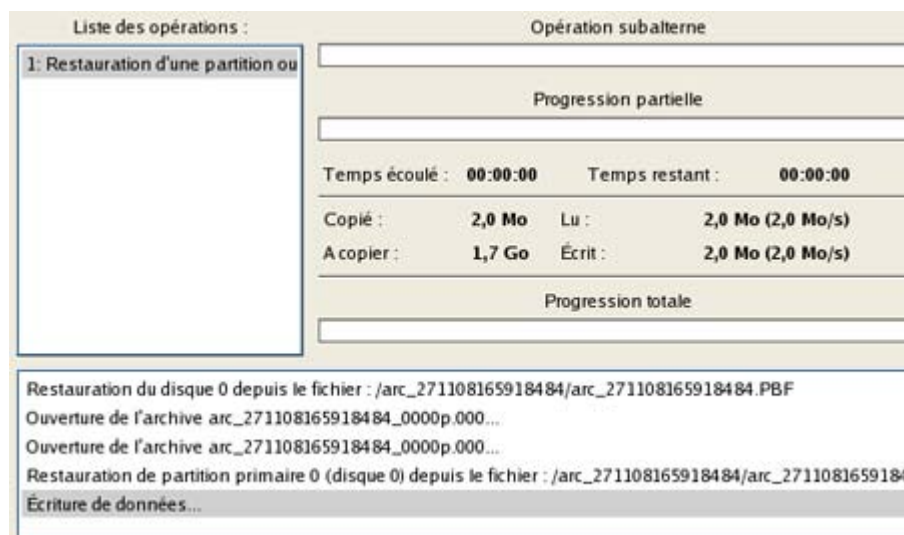 Liste des opérations :
1: Restauration d'une partition ou
Opération subalterne
Progression partielle
Temps écoulé : 00:00:00 Temps restant : 00:00:00
Copié : 2,0 Mo Lu : 2,0 Mo (2,0 Mo/s)
A copier : 1,7 Go Écrit : 2,0 Mo (2,0 Mo/s)
Progression totale
Restauration du disque 0 depuis le fichier : /arc_271108165918484/arc_271108165918484.PBF
Ouverture de l'archive arc_271108165918484_0000p.000...
Ouverture de l'archive arc_271108165918484_0000p.000...
Restauration de partition primaire 0 (disque 0) depuis le fichier : /arc_271108165918484/arc_2711081659184
Écriture de données...